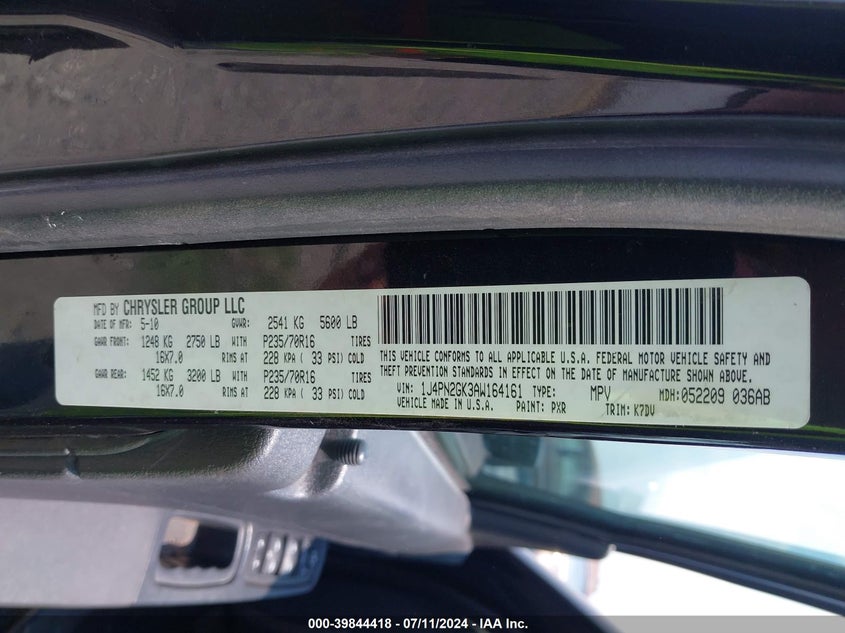 MFD BY CHRYSLER GROUP LLC
DATE OF MFR: 5-10 GVWR: 2541 KG 5600 LB
GAWR FRONT: 1248 KG 2750 LB WITH P235/70R16 TIRES
16X7.0 RIMS AT 228 KPA ( 33 PSI) COLD
GAWR REAR: 1452 KG 3200 LB WITH P235/70R16 TIRES
16X7.0 RIMS AT 228 KPA ( 33 PSI) COLD
THIS VEHICLE CONFORMS TO ALL APPLICABLE U.S.A. FEDERAL MOTOR VEHICLE SAFETY AND
THEFT PREVENTION STANDARDS IN EFFECT ON THE DATE OF MANUFACTURE SHOWN ABOVE.
VIN: 1J4PN2GK3AW164161 TYPE: MPV MDH: 052209 036AB
VEHICLE MADE IN U.S.A. PAINT: PXR TRIM: K7DV
000-39844418 - 07/11/2024 - IAA Inc.